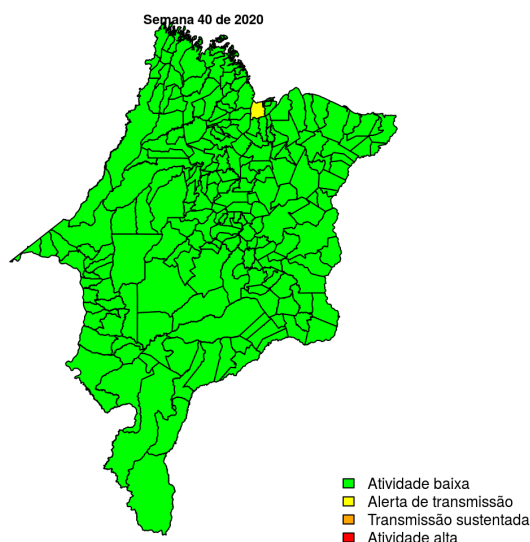 Semana 40 de 2020
Atividade baixa
Alerta de transmissão
Transmissão sustentada
Atividade alta